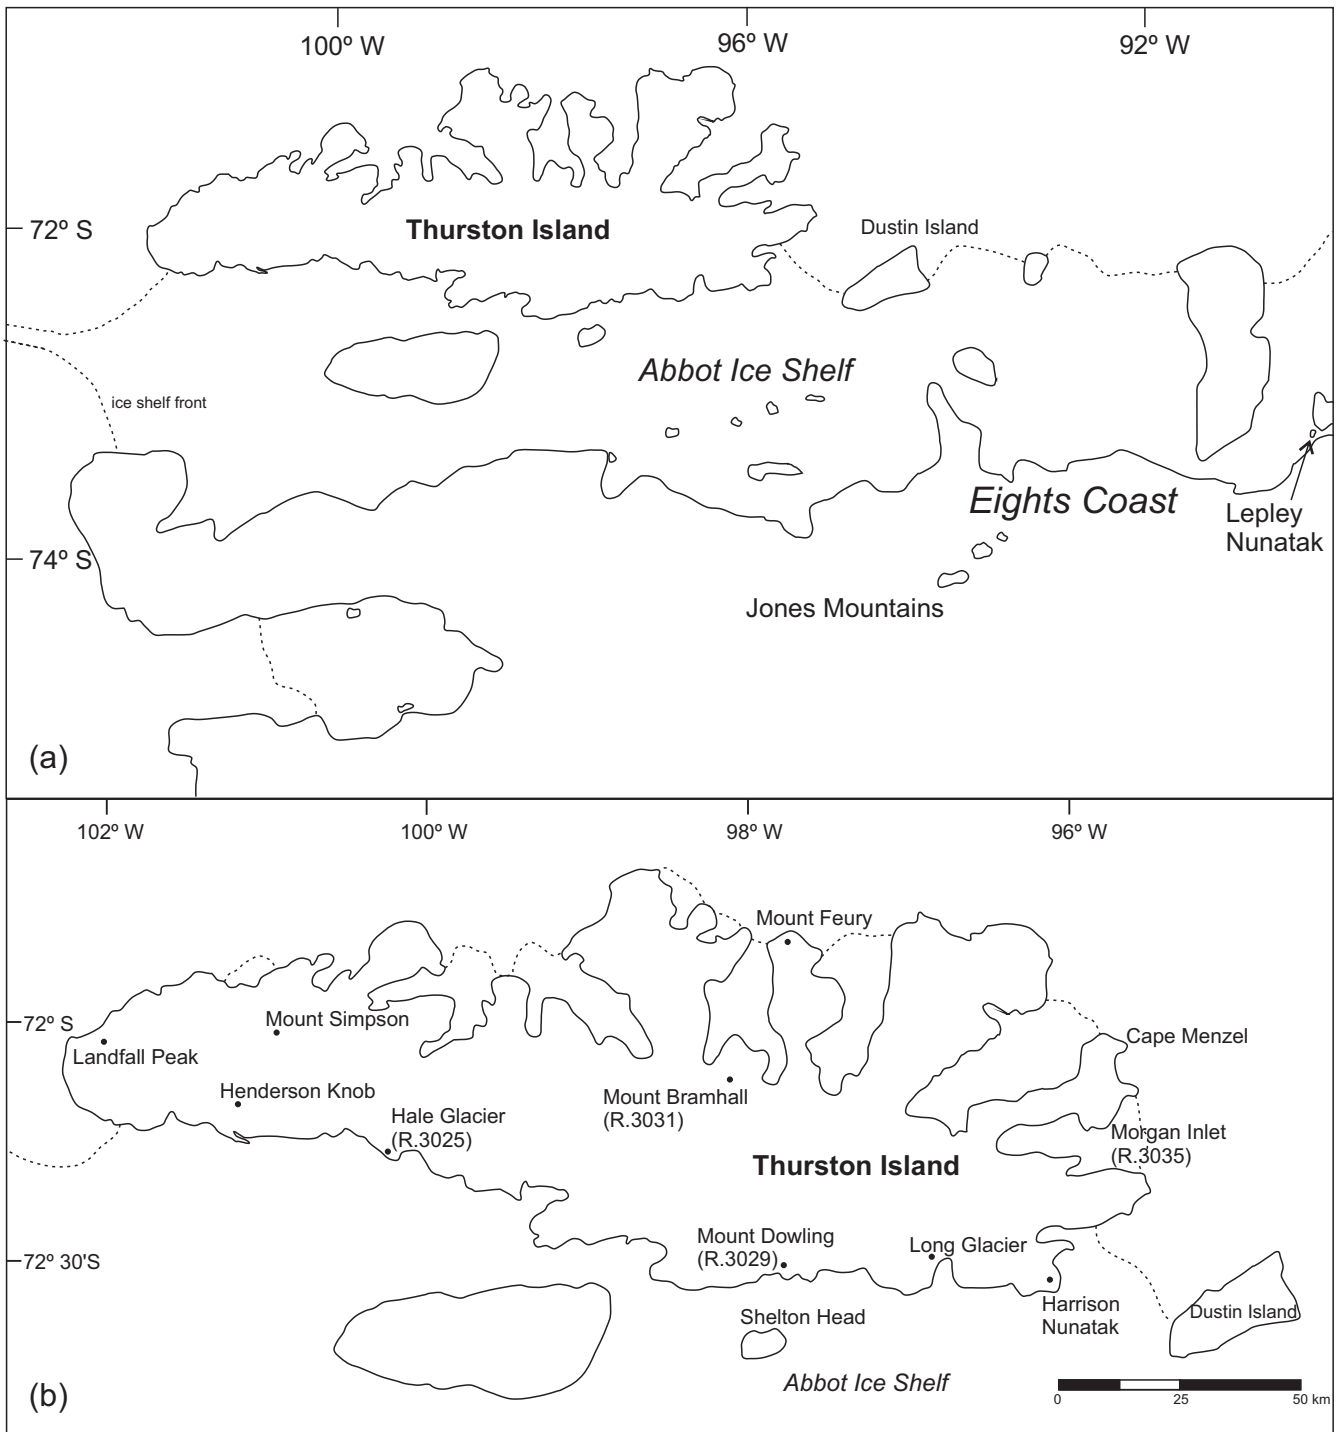 100º W
96º W
92º W
72º S
Thurston Island
Dustin Island
Abbot Ice Shelf
ice shelf front
Eights Coast
Lepley
Nunatak
74º S
Jones Mountains
(a)
102º W
100º W
98º W
96º W
Mount Feury
72º S
Mount Simpson
Landfall Peak
Cape Menzel
Henderson Knob
Mount Bramhall
(R.3031)
Hale Glacier
(R.3025)
Morgan Inlet
(R.3035)
Thurston Island
Mount Dowling
(R.3029)
Long Glacier
72º 30'S
Harrison
Nunatak
Dustin Island
Shelton Head
Abbot Ice Shelf
(b)
0
25
50 km